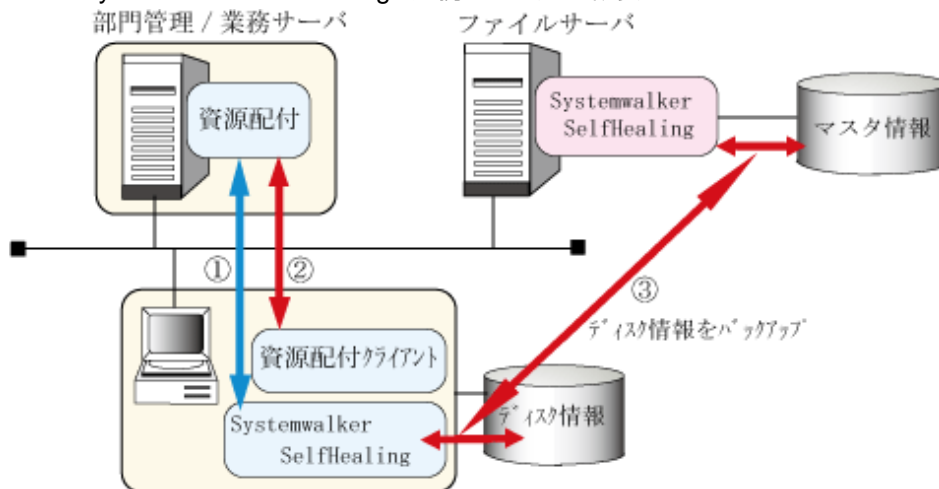 部門管理 / 業務サーバ
ファイルサーバ
資源配付
Systemwalker
SelfHealing
マスタ情報
①
②
③
ディスク情報をバックアップ
資源配付クライアント
Systemwalker
SelfHealing
ディスク情報